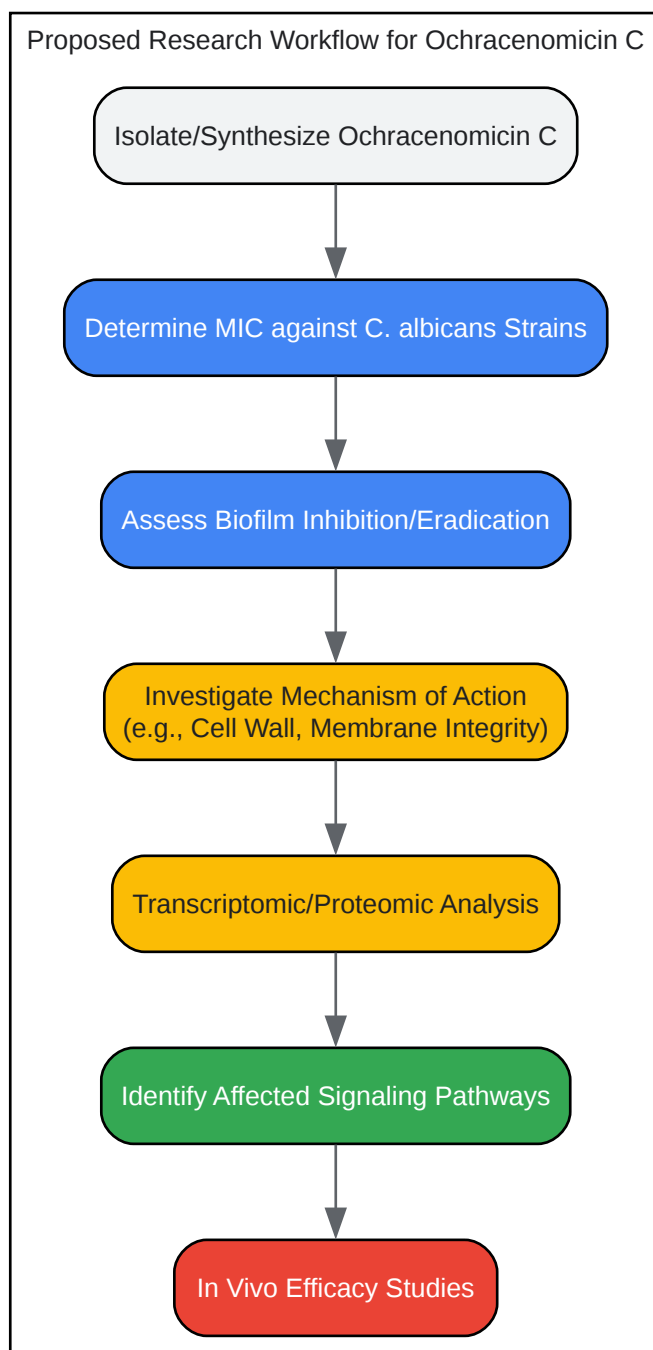 Proposed Research Workflow for Ochracenomicin C
Isolate/Synthesize Ochracenomicin C
Determine MIC against C. albicans Strains
Assess Biofilm Inhibition/Eradication
Investigate Mechanism of Action
(e.g., Cell Wall, Membrane Integrity)
Transcriptomic/Proteomic Analysis
Identify Affected Signaling Pathways
In Vivo Efficacy Studies